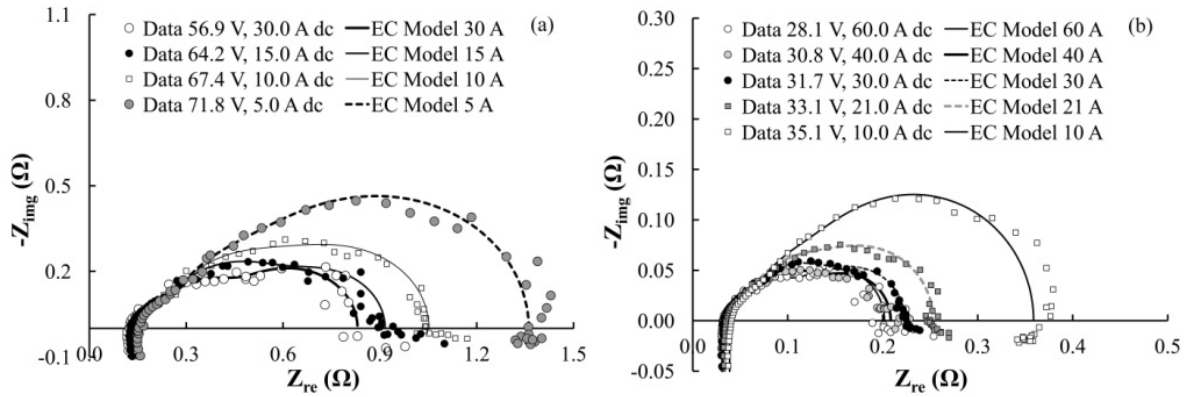 Data 56.9 V, 30.0 A dc EC Model 30 A (a)
Data 64.2 V, 15.0 A dc EC Model 15 A
Data 67.4 V, 10.0 A dc EC Model 10 A
Data 71.8 V, 5.0 A dc EC Model 5 A
1.1
0.8
0.5
0.2
-0.1
-Zimg (Ω)
0.0 0.3 0.6 0.9 1.2 1.5
Zre (Ω)
Data 28.1 V, 60.0 A dc EC Model 60 A (b)
Data 30.8 V, 40.0 A dc EC Model 40 A
Data 31.7 V, 30.0 A dc EC Model 30 A
Data 33.1 V, 21.0 A dc EC Model 21 A
Data 35.1 V, 10.0 A dc EC Model 10 A
0.30
0.25
0.20
0.15
0.10
0.05
0.00
-0.05
-Zimg (Ω)
0.0 0.1 0.2 0.3 0.4 0.5
Zre (Ω)